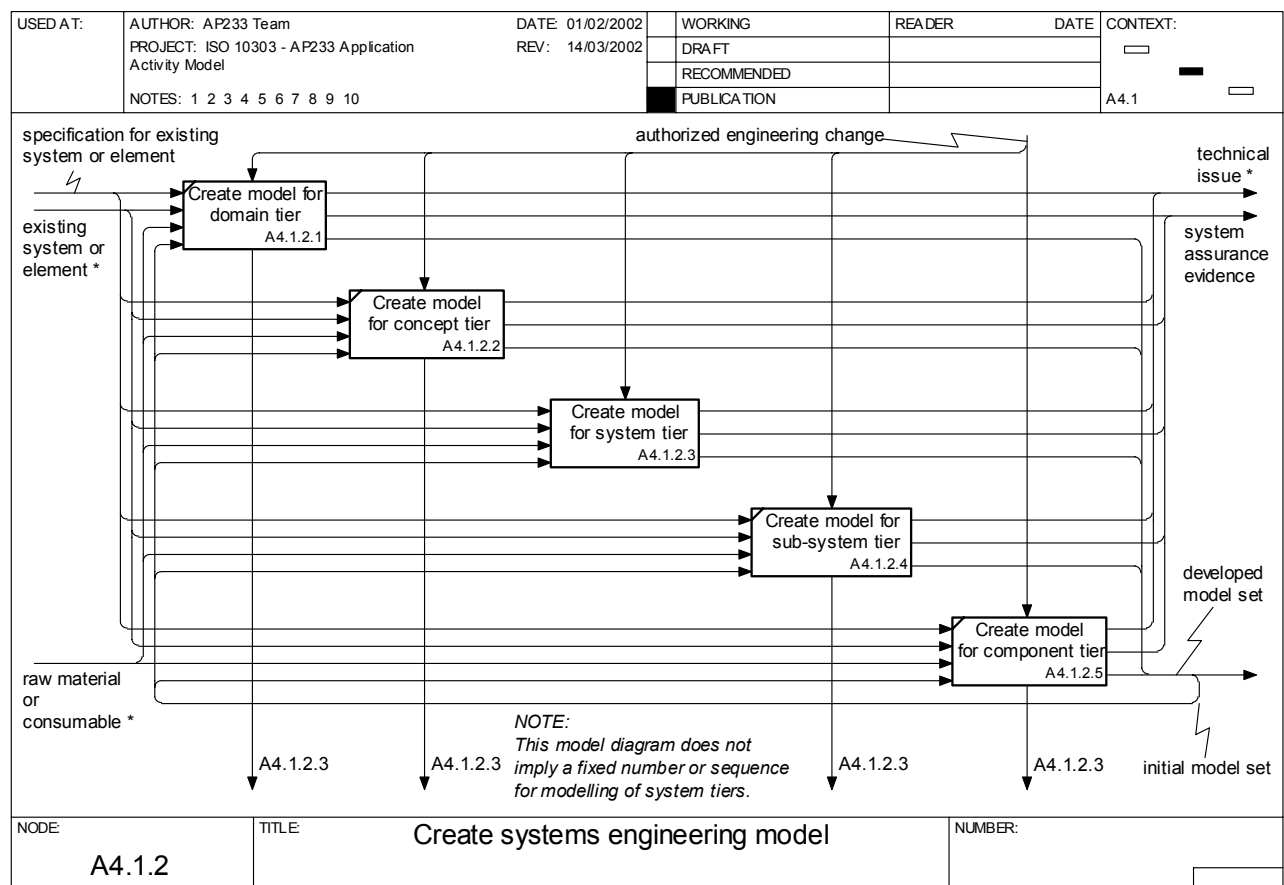 USED AT:
AUTHOR: AP233 Team
DATE: 01/02/2002
WORKING
READER
DATE
CONTEXT:
PROJECT: ISO 10303 - AP233 Application
REV: 14/03/2002
DRAFT
Activity Model
RECOMMENDED
NOTES: 1 2 3 4 5 6 7 8 9 10
PUBLICATION
A4.1
specification for existing
system or element
authorized engineering change
technical
issue *
Create model for
domain tier
A4.1.2.1
existing
system or
element *
system
assurance
evidence
Create model
for concept tier
A4.1.2.2
Create model
for system tier
A4.1.2.3
Create model for
sub-system tier
A4.1.2.4
developed
model set
Create model
for component tier
A4.1.2.5
raw material
or
consumable *
NOTE:
This model diagram does not
imply a fixed number or sequence
for modelling of system tiers.
A4.1.2.3
A4.1.2.3
A4.1.2.3
A4.1.2.3
initial model set
NODE:
TITLE:
Create systems engineering model
NUMBER:
A4.1.2